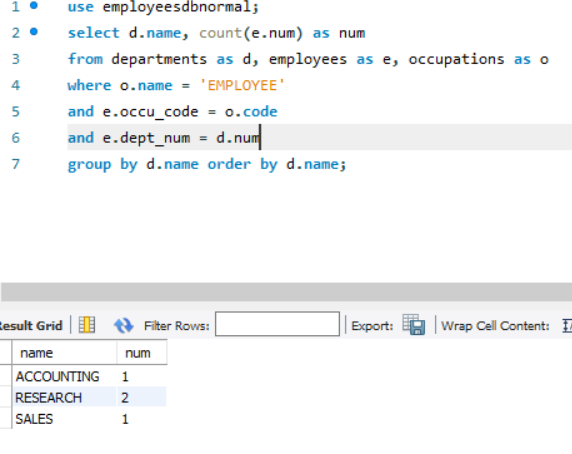 1 use employeesdbnormal;
2 select d.name, count(e.num) as num
3 from departments as d, employees as e, occupations as o
4 where o.name = 'EMPLOYEE'
5 and e.occu_code = o.code
6 and e.dept_num = d.num
7 group by d.name order by d.name;
Result Grid Filter Rows: Export: Wrap Cell Content:
name num
ACCOUNTING 1
RESEARCH 2
SALES 1